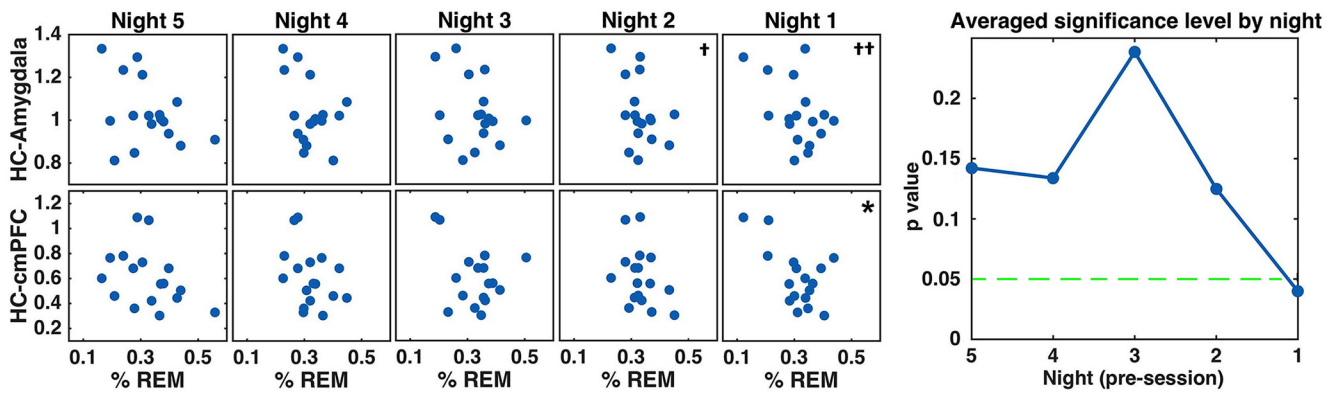 Night 5 Night 4 Night 3 Night 2 Night 1 Averaged significance level by night
HC-Amygdala
1.4
1.2
1
0.8
† ††
HC-cmPFC
1.2
1
0.8
0.6
0.4
0.2
*
0.1 0.3 0.5 0.1 0.3 0.5 0.1 0.3 0.5 0.1 0.3 0.5 0.1 0.3 0.5
% REM % REM % REM % REM % REM
p value
0.2
0.15
0.1
0.05
0
5 4 3 2 1
Night (pre-session)